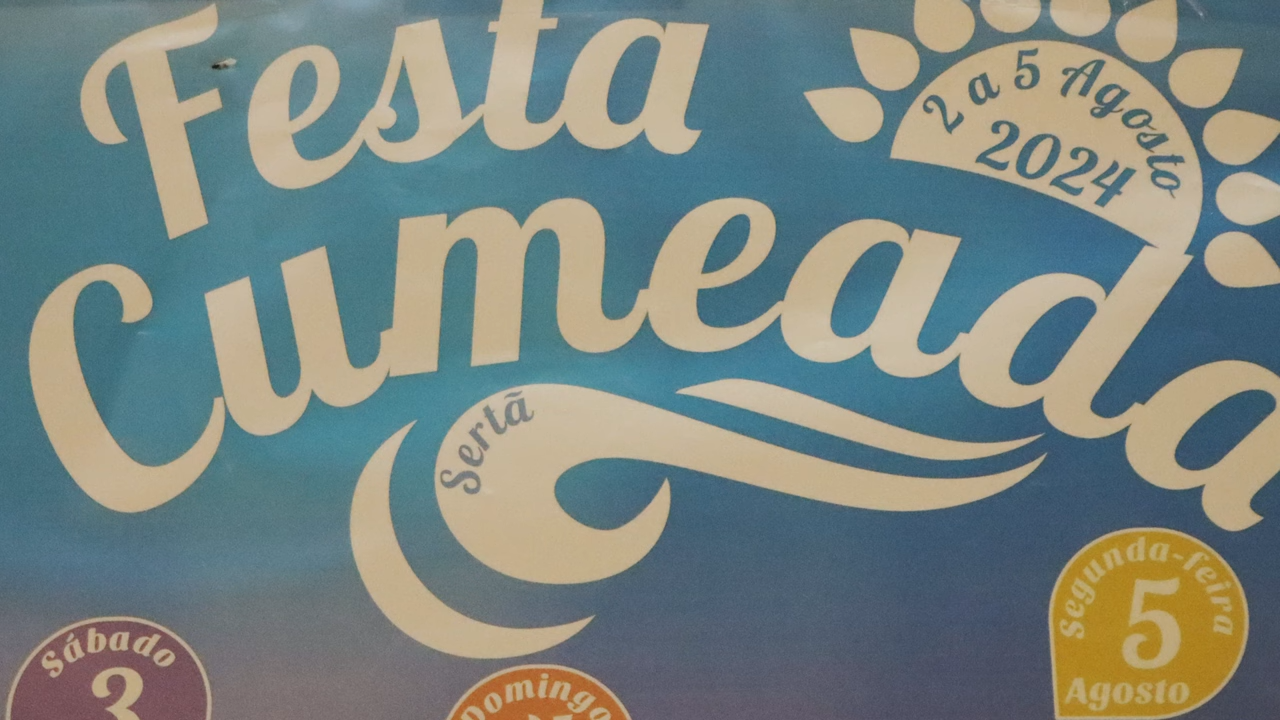 Festa
2 a 5 Agosto
2024
Cumeada
Sertã
Segunda-feira
5
Agosto
Sábado
3
Domingo